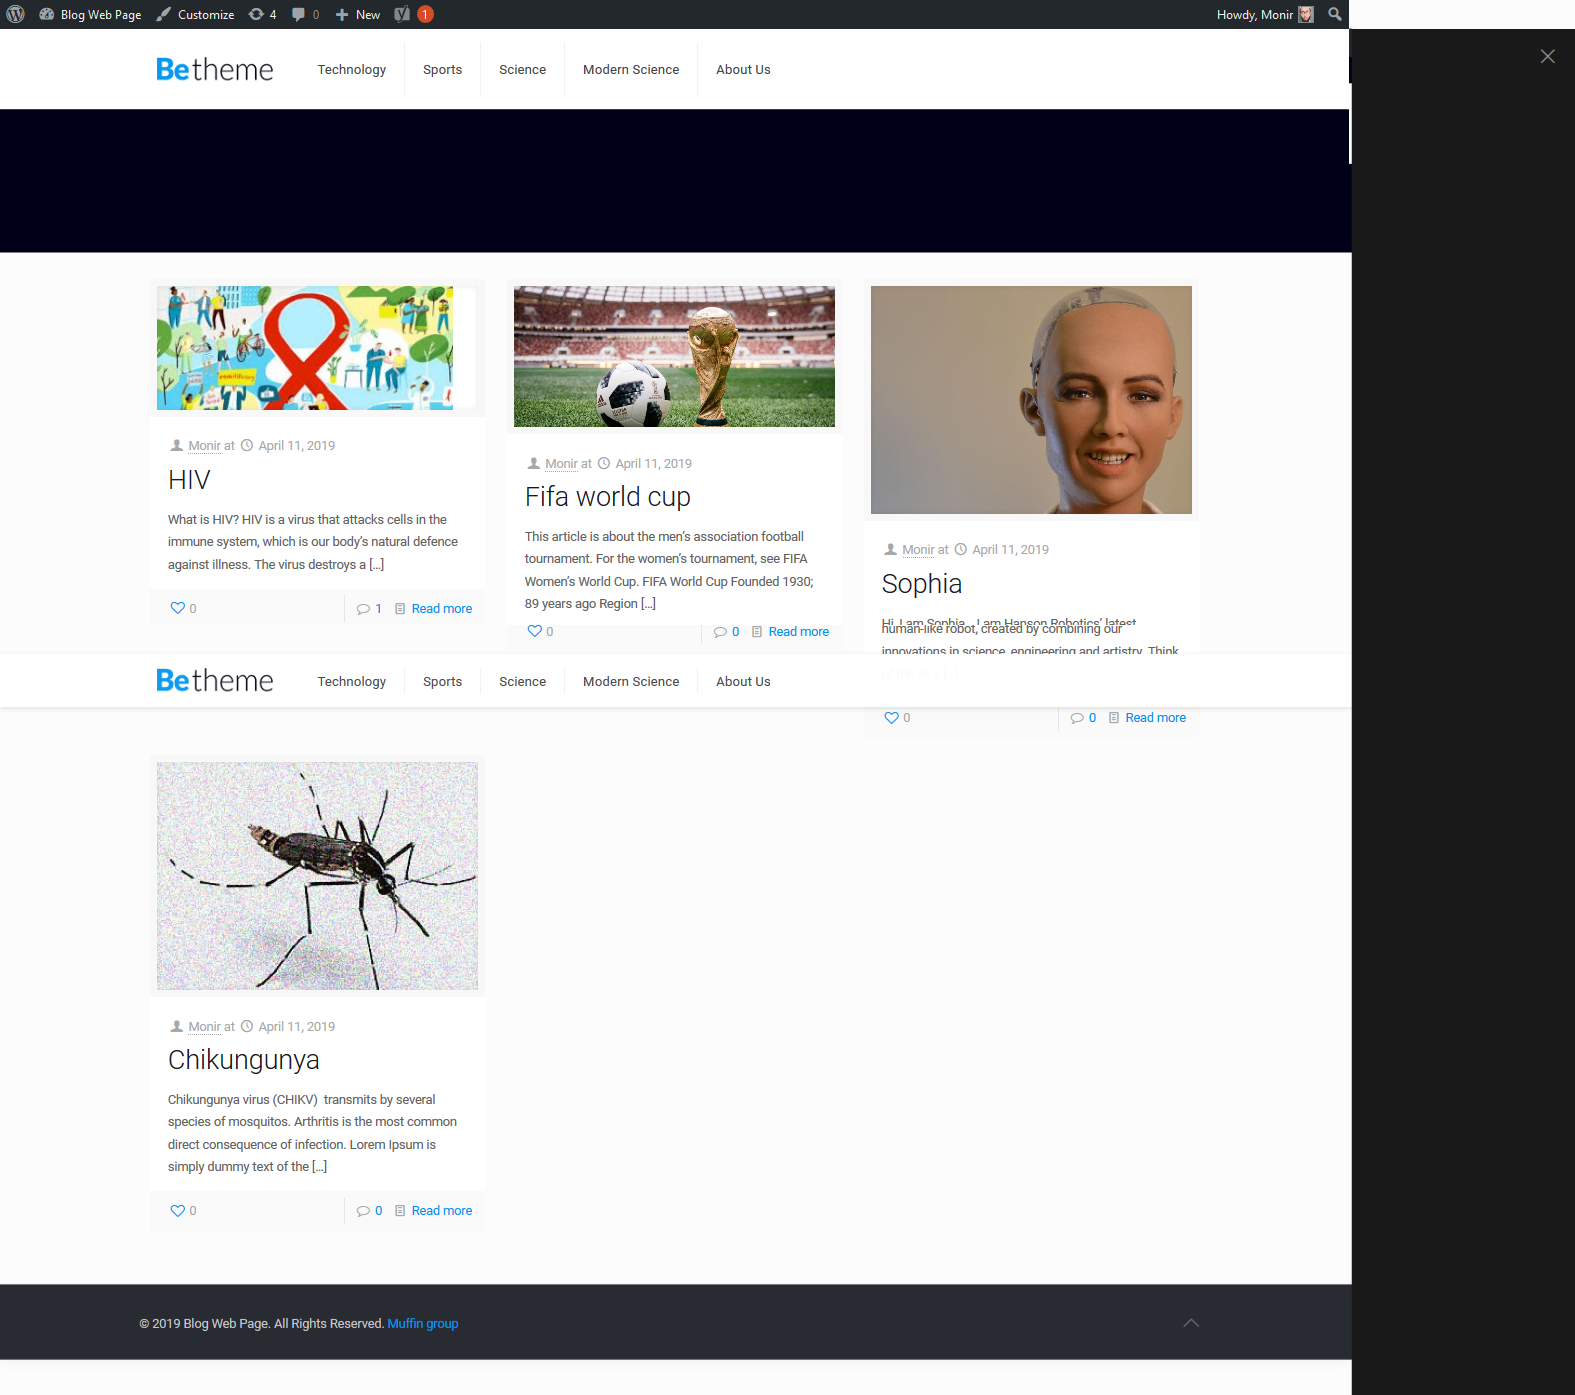 Blog Web Page Customize 4 0 New 1 Howdy, Monir
Betheme Technology Sports Science Modern Science About Us
Monir at April 11, 2019
HIV
What is HIV? HIV is a virus that attacks cells in the
immune system, which is our body’s natural defence
against illness. The virus destroys a [...]
0 1 Read more
Monir at April 11, 2019
Fifa world cup
This article is about the men’s association football
tournament. For the women’s tournament, see FIFA
Women’s World Cup. FIFA World Cup Founded 1930;
89 years ago Region [...]
0 0 Read more
Monir at April 11, 2019
Sophia
Hi, I am Sophia... I am Hanson Robotics’ latest
human-like robot, created by combining our
innovations in science, engineering and artistry. Think
0 0 Read more
Betheme Technology Sports Science Modern Science About Us
Monir at April 11, 2019
Chikungunya
Chikungunya virus (CHIKV) transmits by several
species of mosquitos. Arthritis is the most common
direct consequence of infection. Lorem Ipsum is
simply dummy text of the [...]
0 0 Read more
© 2019 Blog Web Page. All Rights Reserved. Muffin group